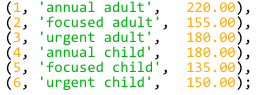 (1, 'annual adult', 220.00),
(2, 'focused adult', 155.00),
(3, 'urgent adult', 180.00),
(4, 'annual child', 180.00),
(5, 'focused child', 135.00),
(6, 'urgent child', 150.00);